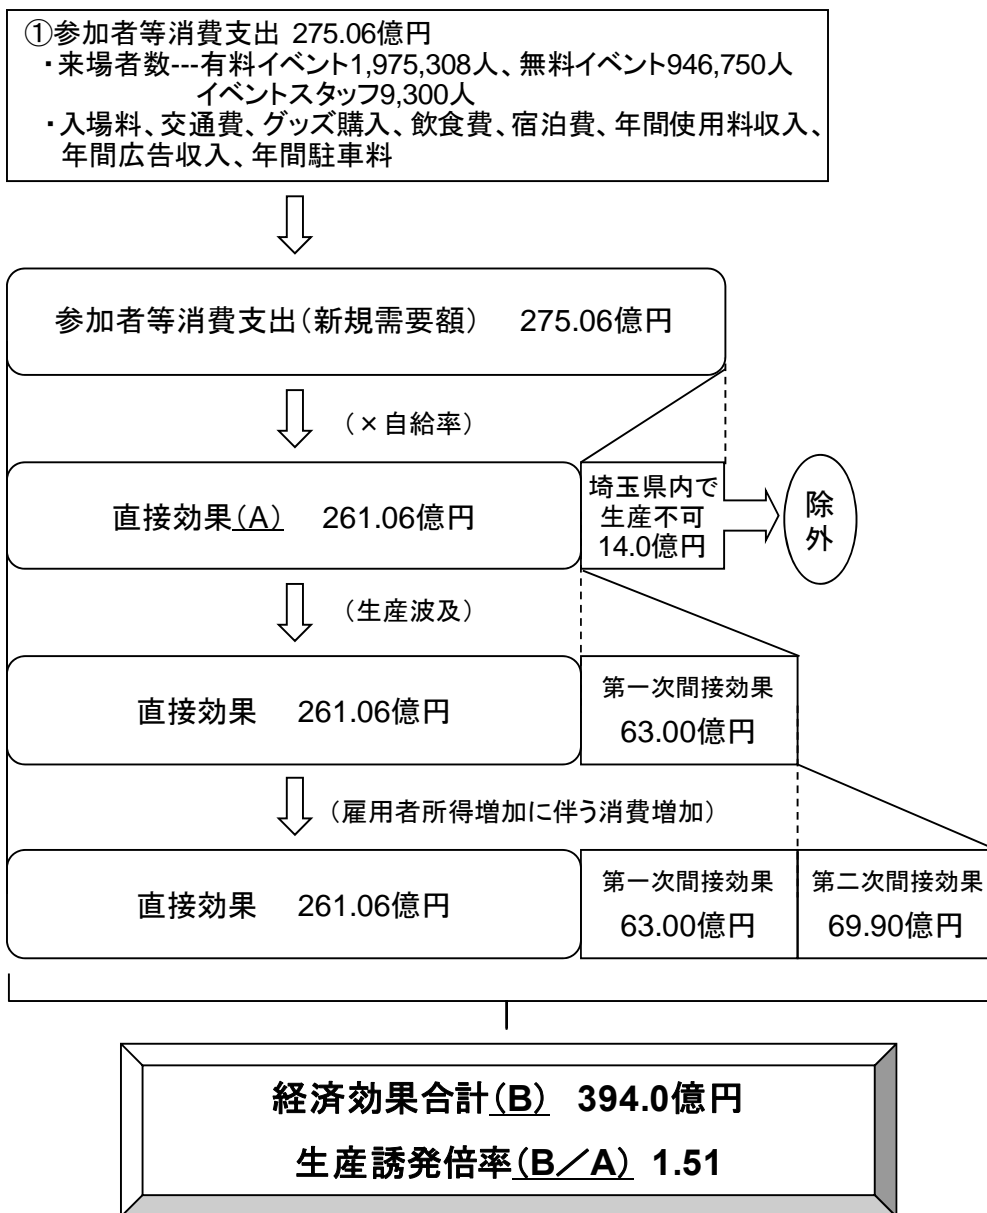 ①参加者等消費支出 275.06億円
・来場者数---有料イベント1,975,308人、無料イベント946,750人
イベントスタッフ9,300人
・入場料、交通費、グッズ購入、飲食費、宿泊費、年間使用料収入、
年間広告収入、年間駐車料
参加者等消費支出(新規需要額) 275.06億円
(×自給率)
直接効果(A) 261.06億円
埼玉県内で
生産不可
14.0億円
除
外
(生産波及)
直接効果 261.06億円
第一次間接効果
63.00億円
(雇用者所得増加に伴う消費増加)
直接効果 261.06億円
第一次間接効果
63.00億円
第二次間接効果
69.90億円
経済効果合計(B) 394.0億円
生産誘発倍率(B/A) 1.51